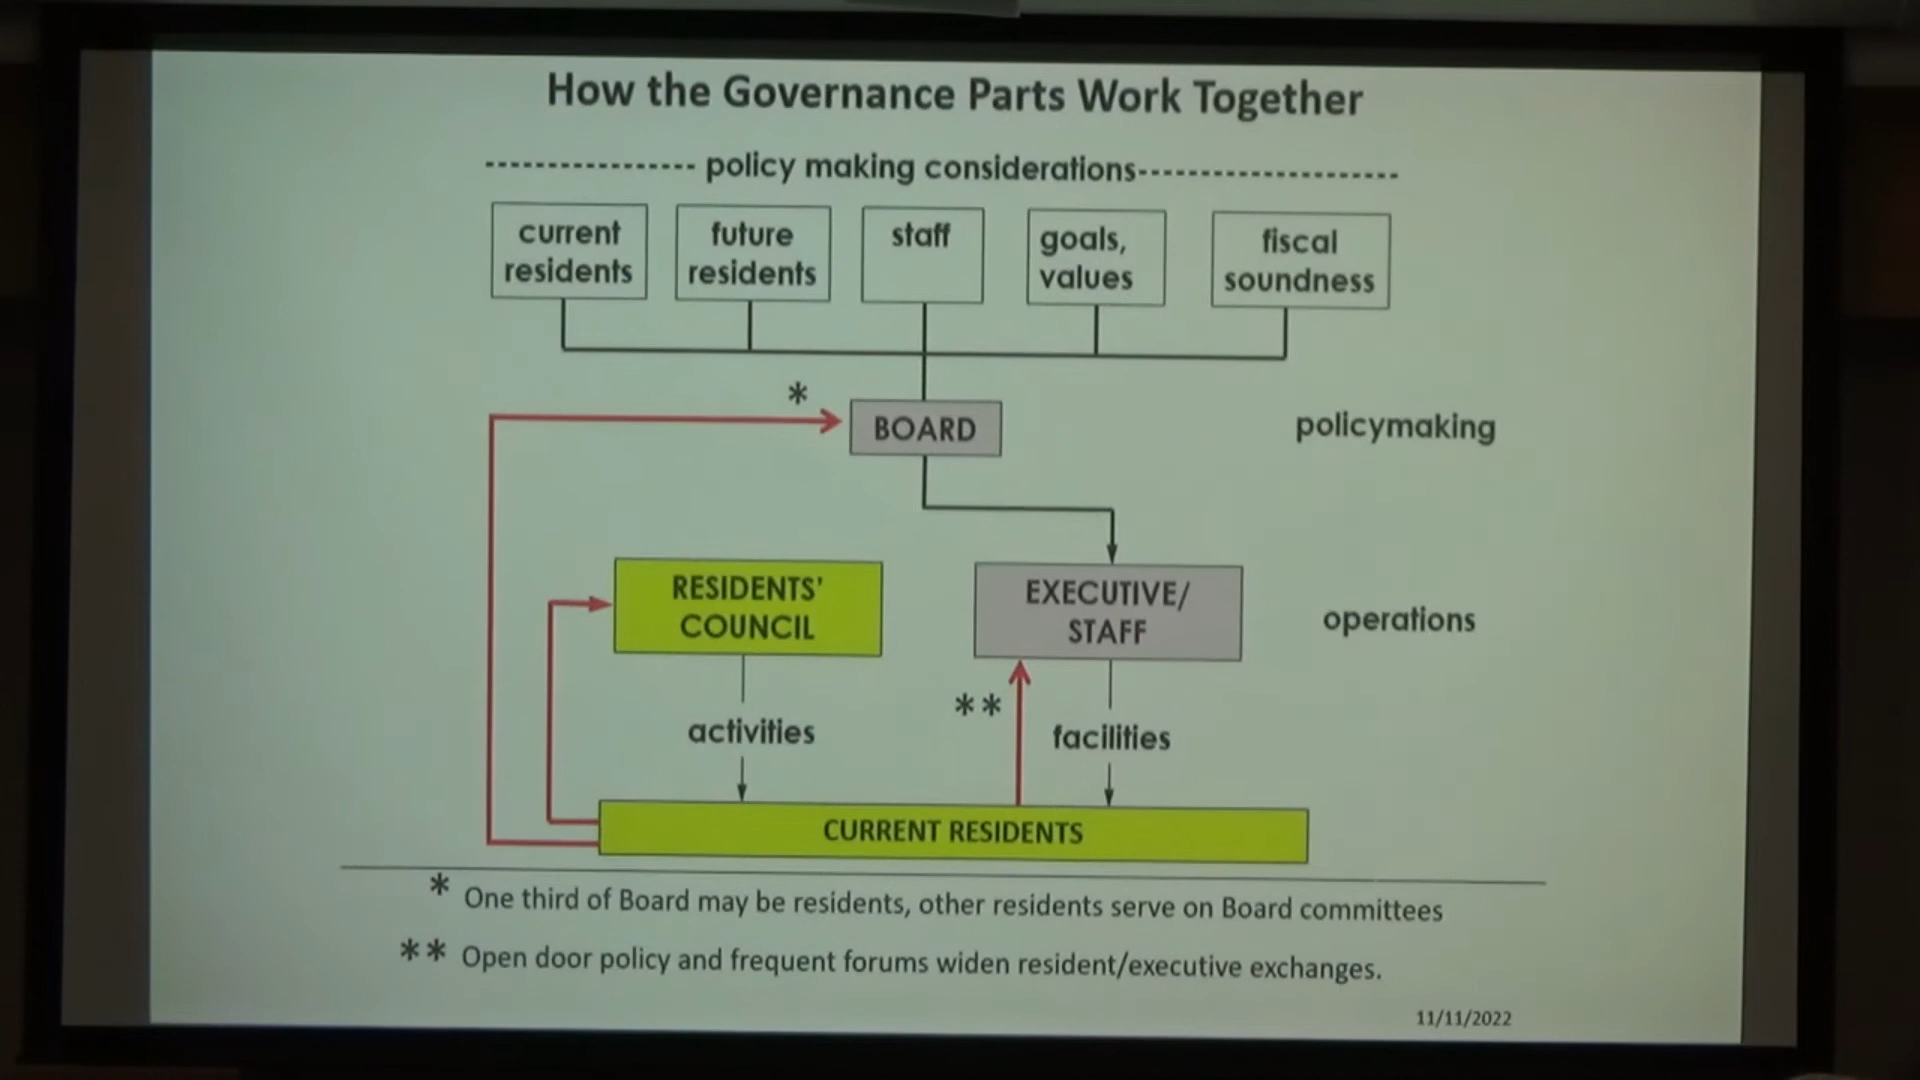 How the Governance Parts Work Together
----------------- policy making considerations---------------------
current
residents
future
residents
staff
goals,
values
fiscal
soundness
*
BOARD
policymaking
RESIDENTS'
COUNCIL
EXECUTIVE/
STAFF
operations
**
activities
facilities
CURRENT RESIDENTS
* One third of Board may be residents, other residents serve on Board committees
** Open door policy and frequent forums widen resident/executive exchanges.
11/11/2022